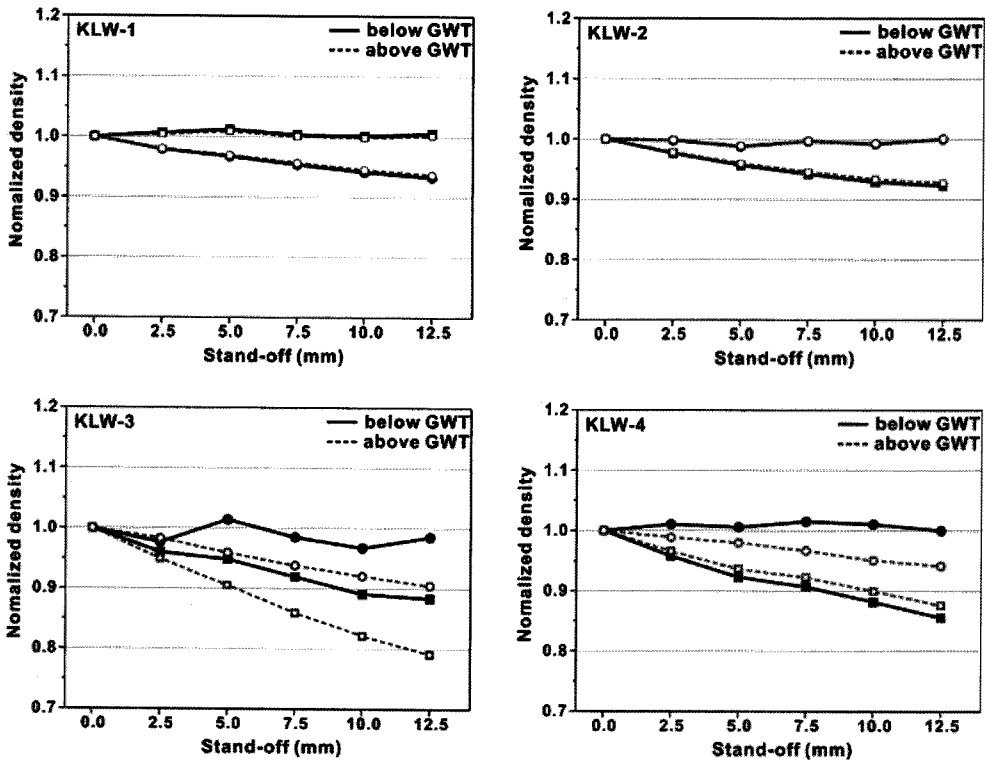 KLW-1
below GWT
above GWT
1.2
1.1
1.0
0.9
0.8
0.7
Nomalized density
0.0 2.5 5.0 7.5 10.0 12.5
Stand-off (mm)
KLW-2
below GWT
above GWT
1.2
1.1
1.0
0.9
0.8
0.7
Nomalized density
0.0 2.5 5.0 7.5 10.0 12.5
Stand-off (mm)
KLW-3
below GWT
above GWT
1.2
1.1
1.0
0.9
0.8
0.7
Nomalized density
0.0 2.5 5.0 7.5 10.0 12.5
Stand-off (mm)
KLW-4
below GWT
above GWT
1.2
1.1
1.0
0.9
0.8
0.7
Nomalized density
0.0 2.5 5.0 7.5 10.0 12.5
Stand-off (mm)